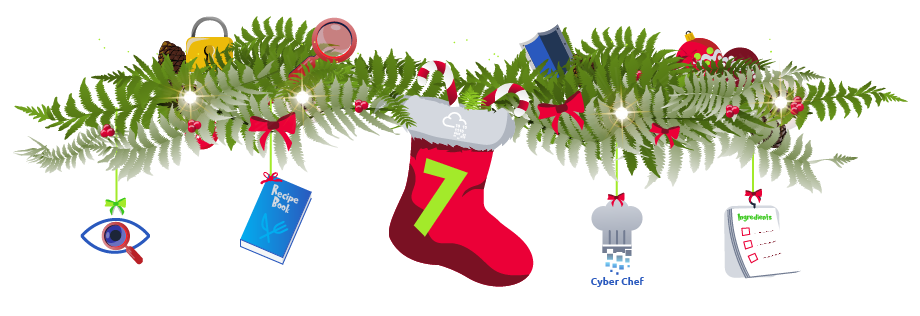 Recipe
Book
7
Cyber Chef
Ingredients